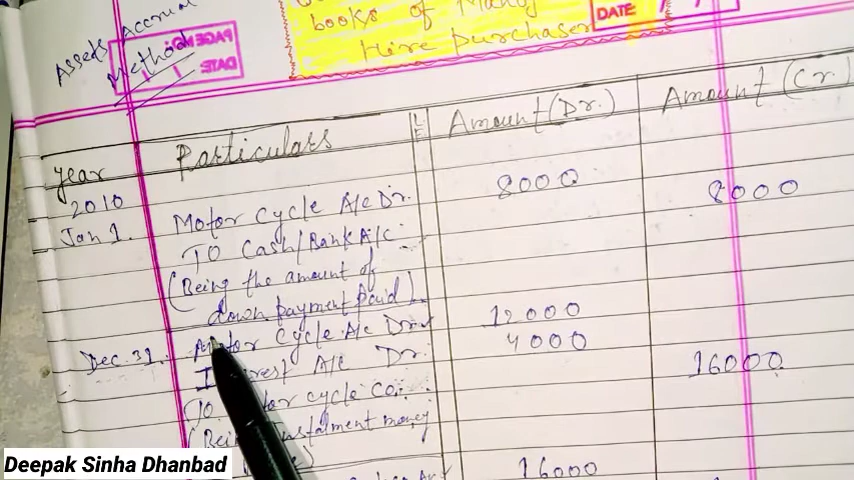 books of Manoj
Hire purchaser
DATE
Assets Accrual
Method
PAGE NO.
DATE
Year
Particulars
L.F.
Amount (Dr.)
Amount (Cr.)
2010
Jan 1. Motor Cycle A/c Dr. 8000
TO Cash/Bank A/c 8000
(Being the amount of
down payment paid)
Dec. 31. Motor Cycle A/c Dr. 12000
Interest A/c Dr. 4000
To Motor cycle Co. 16000
(Being Instalment money
16000
Deepak Sinha Dhanbad